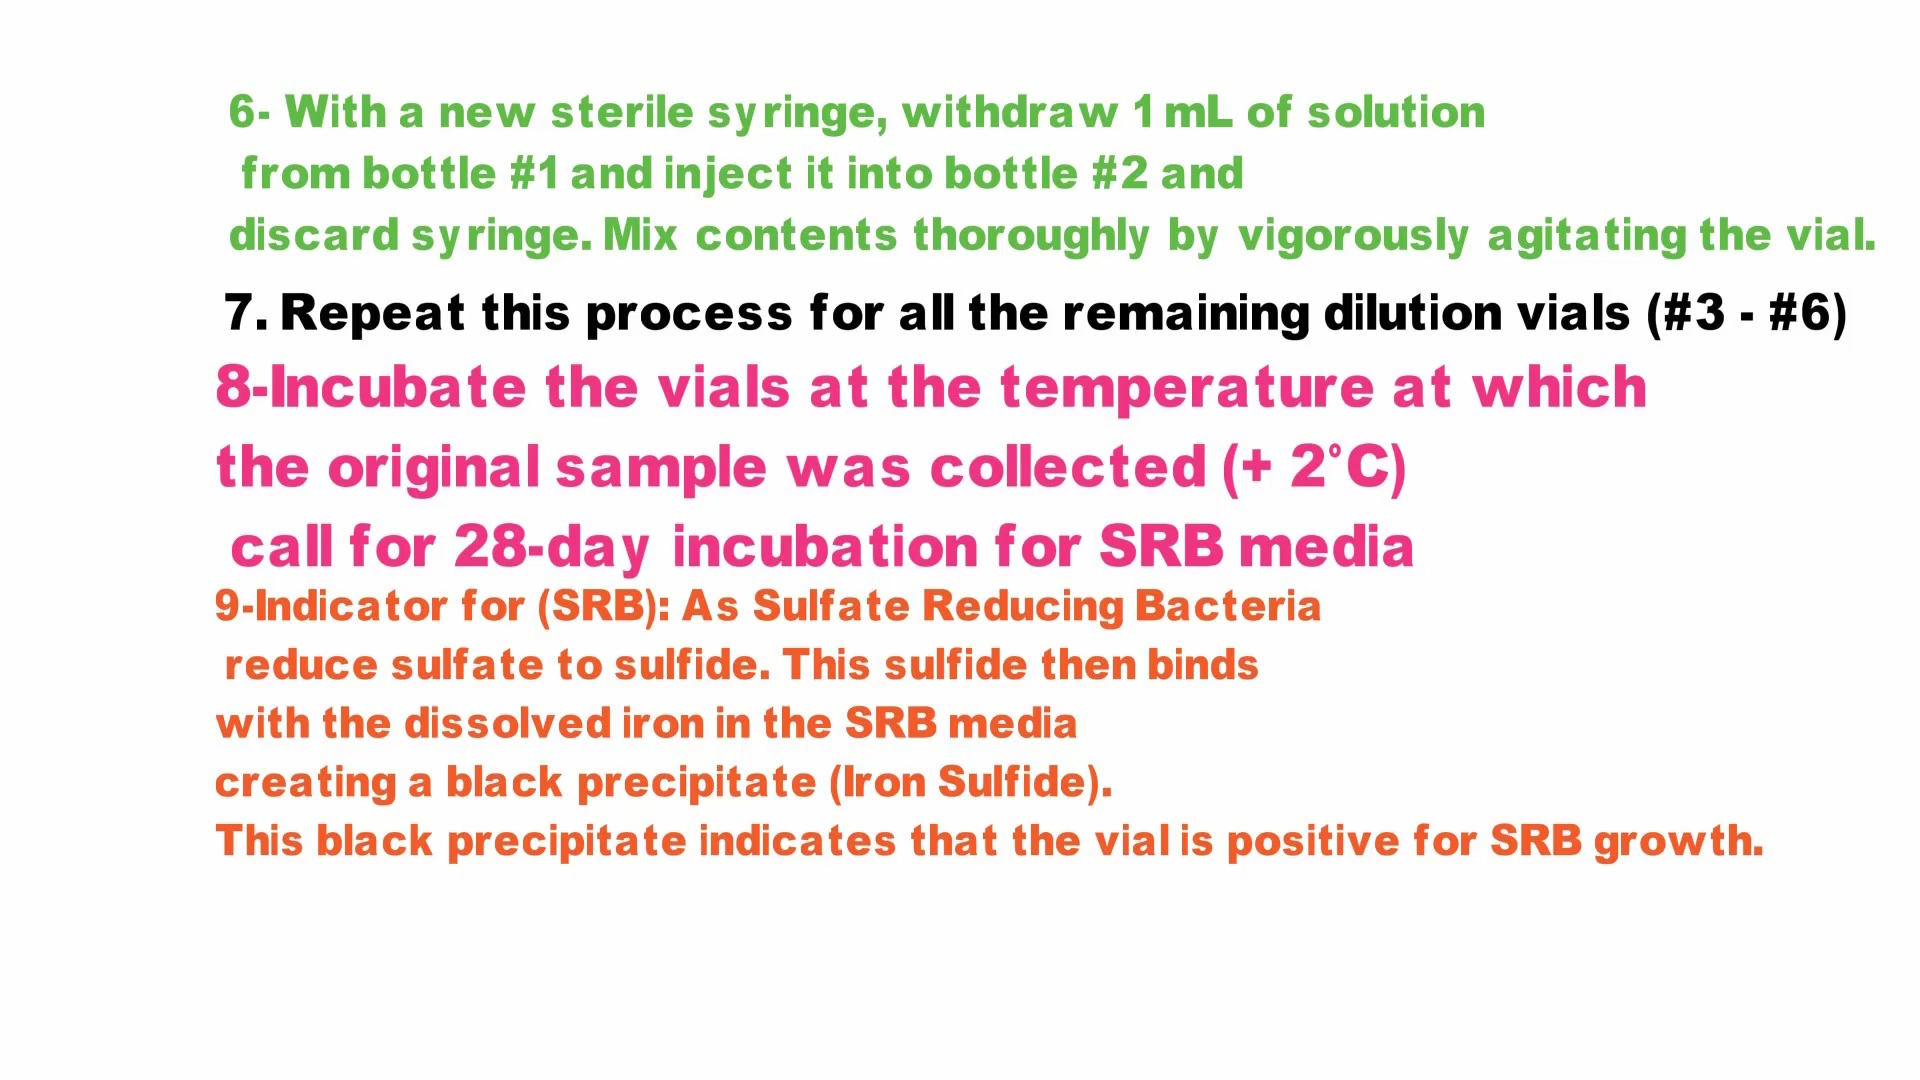 6- With a new sterile syringe, withdraw 1 mL of solution
from bottle #1 and inject it into bottle #2 and
discard syringe. Mix contents thoroughly by vigorously agitating the vial.
7. Repeat this process for all the remaining dilution vials (#3 - #6)
8-Incubate the vials at the temperature at which
the original sample was collected (+ 2°C)
call for 28-day incubation for SRB media
9-Indicator for (SRB): As Sulfate Reducing Bacteria
reduce sulfate to sulfide. This sulfide then binds
with the dissolved iron in the SRB media
creating a black precipitate (Iron Sulfide).
This black precipitate indicates that the vial is positive for SRB growth.